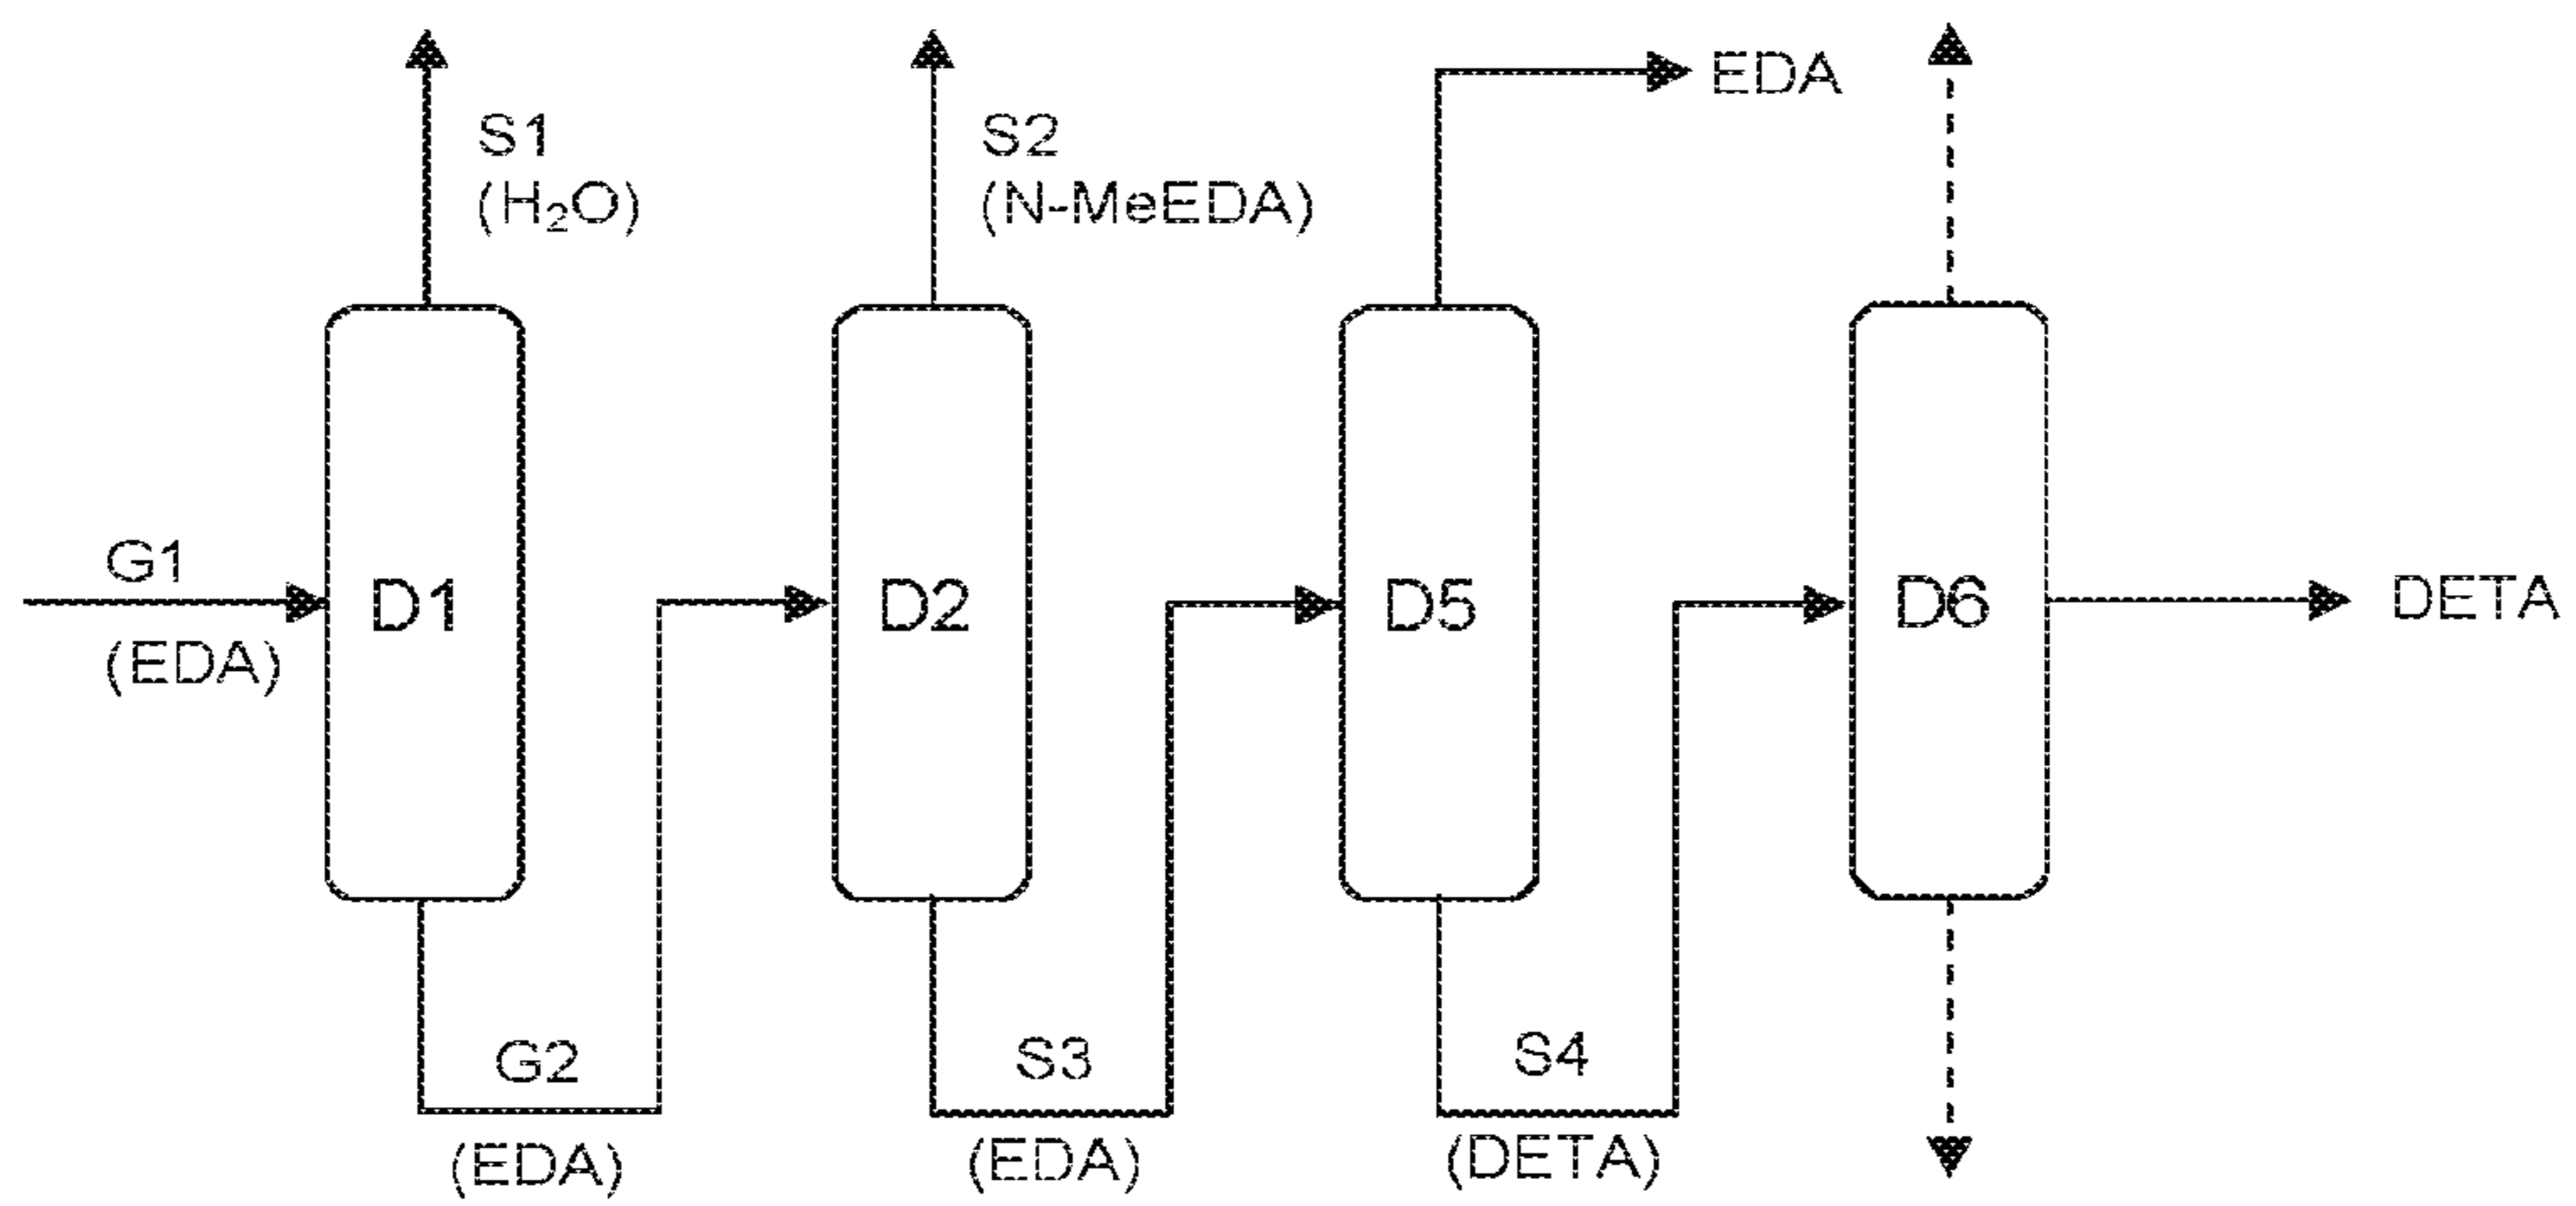 EDA
S1
(H₂O)
S2
(N-MeEDA)
G1
(EDA)
D1
D2
D5
D6
DETA
G2
(EDA)
S3
(EDA)
S4
(DETA)